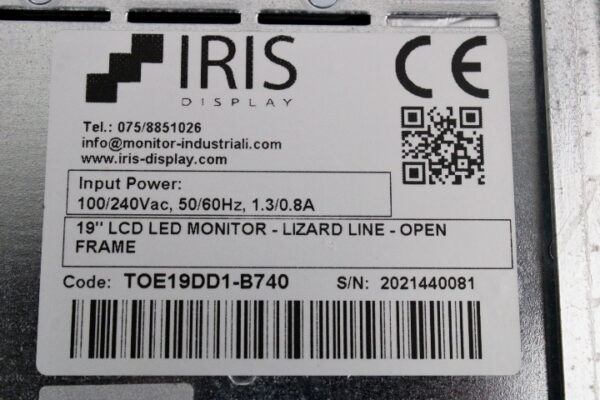 IRIS
DISPLAY
CE
Tel.: 075/8851026
info@monitor-industriali.com
www.iris-display.com
Input Power:
100/240Vac, 50/60Hz, 1.3/0.8A
19" LCD LED MONITOR - LIZARD LINE - OPEN
FRAME
Code: TOE19DD1-B740 S/N: 2021440081